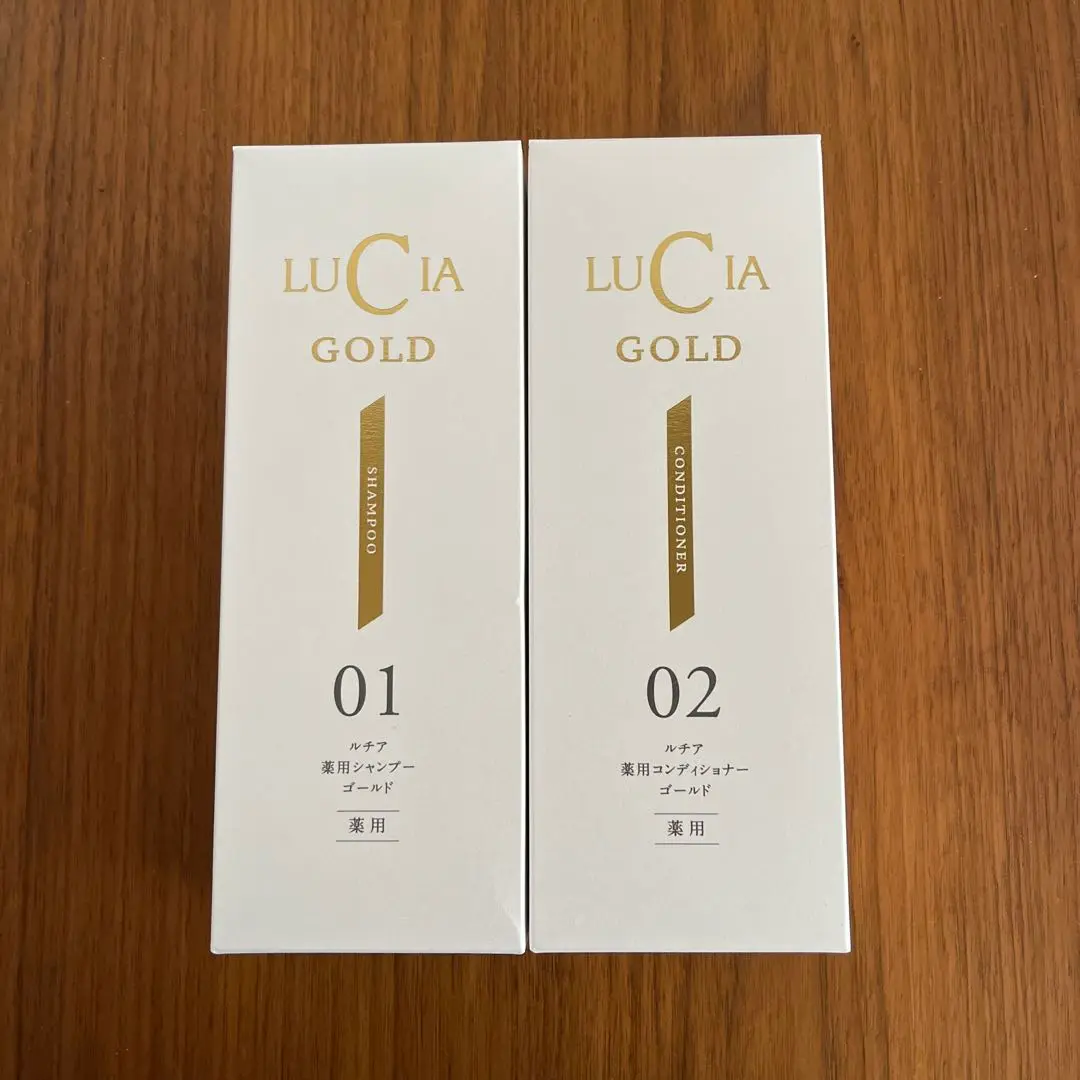 LUCIA
GOLD
SHAMPOO
01
ルチア
薬用シャンプー
ゴールド
薬用
LUCIA
GOLD
CONDITIONER
02
ルチア
薬用コンディショナー
ゴールド
薬用